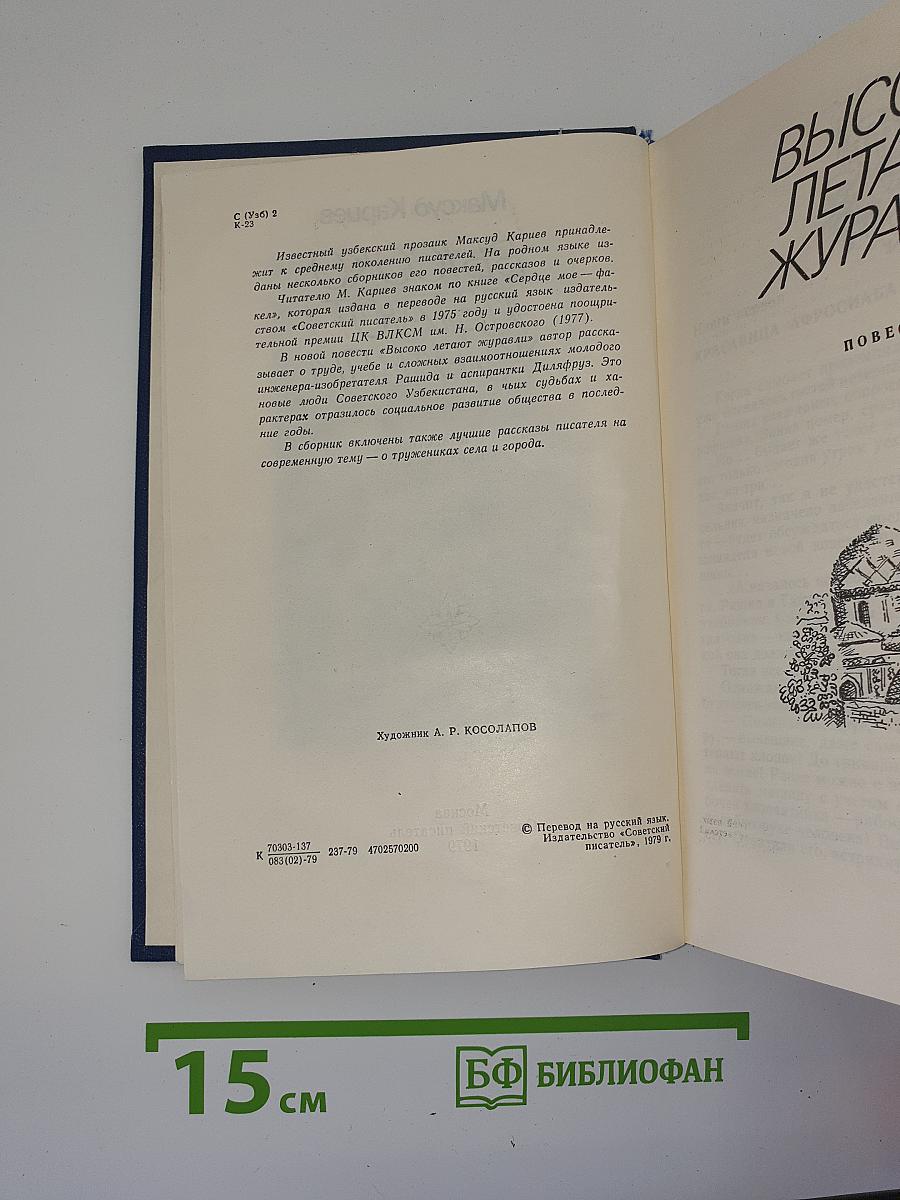 С (Узб) 2
К-23
Известный узбекский прозаик Максуд Кариев принадле-
жит к среднему поколению писателей. На родном языке из-
даны несколько сборников его повестей, рассказов и очерков.
Читателю М. Кариев знаком по книге «Сердце мое — фа-
кел», которая издана в переводе на русский язык издатель-
ством «Советский писатель» в 1975 году и удостоена поощри-
тельной премии ЦК ВЛКСМ им. Н. Островского (1977).
В новой повести «Высоко летают журавли» автор расска-
зывает о труде, учебе и сложных взаимоотношениях молодого
инженера-изобретателя Рашида и аспирантки Диляфруз. Это
новые люди Советского Узбекистана, в чьих судьбах и ха-
рактерах отразилось социальное развитие общества в послед-
ние годы.
В сборник включены также лучшие рассказы писателя на
современную тему — о тружениках села и города.
Художник А. Р. КОСОЛАПОВ
К 70303-137/083(02)-79 237-79 4702570200
© Перевод на русский язык.
Издательство «Советский
писатель», 1979 г.
ВЫСО
ЛЕТА
ЖУРА
ПОВЕС
15 см
БФ БИБЛИОФАН